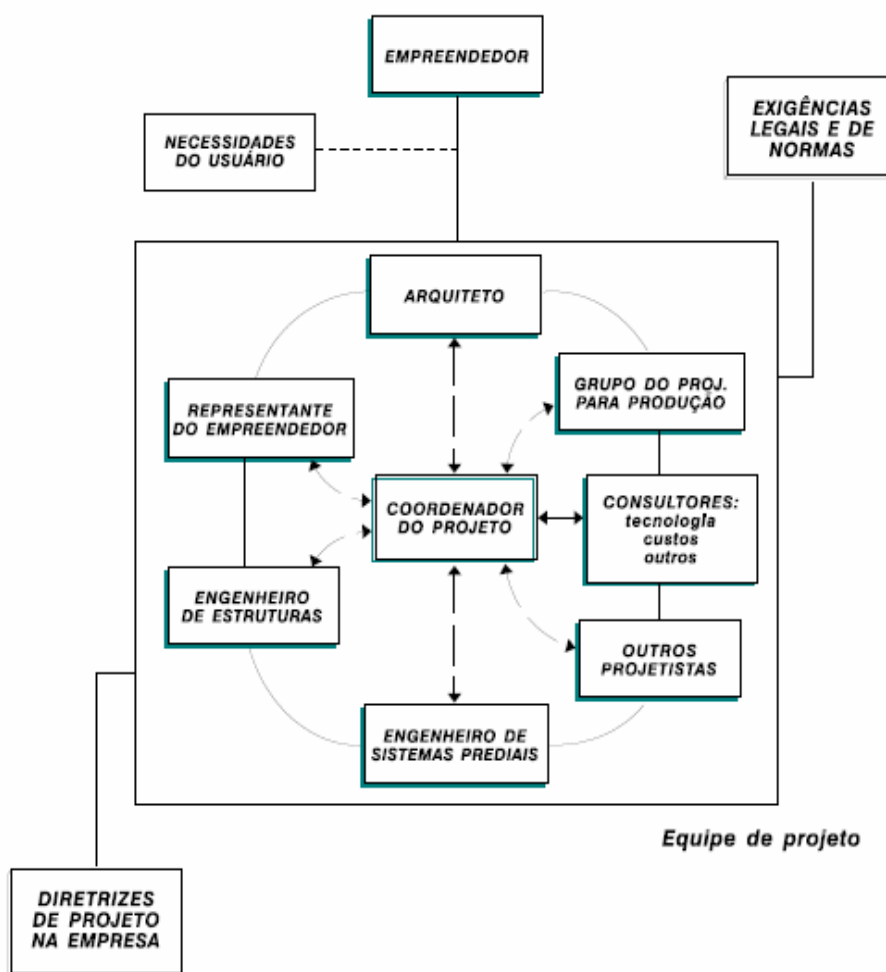 EMPREENDEDOR
EXIGÊNCIAS
LEGAIS E DE
NORMAS
NECESSIDADES
DO USUÁRIO
ARQUITETO
GRUPO DO PROJ.
PARA PRODUÇÃO
REPRESENTANTE
DO EMPREENDEDOR
COORDENADOR
DO PROJETO
CONSULTORES:
tecnologia
custos
outros
ENGENHEIRO
DE ESTRUTURAS
OUTROS
PROJETISTAS
ENGENHEIRO DE
SISTEMAS PREDIAIS
Equipe de projeto
DIRETRIZES
DE PROJETO
NA EMPRESA